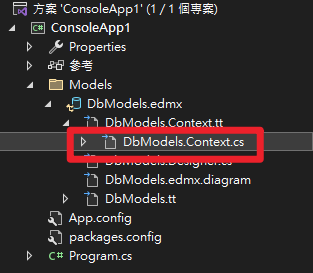 方案 'ConsoleApp1' (1 / 1 個專案)
ConsoleApp1
Properties
參考
Models
DbModels.edmx
DbModels.Context.tt
DbModels.Context.cs
DbModels.Designer.cs
DbModels.edmx.diagram
DbModels.tt
App.config
packages.config
Program.cs